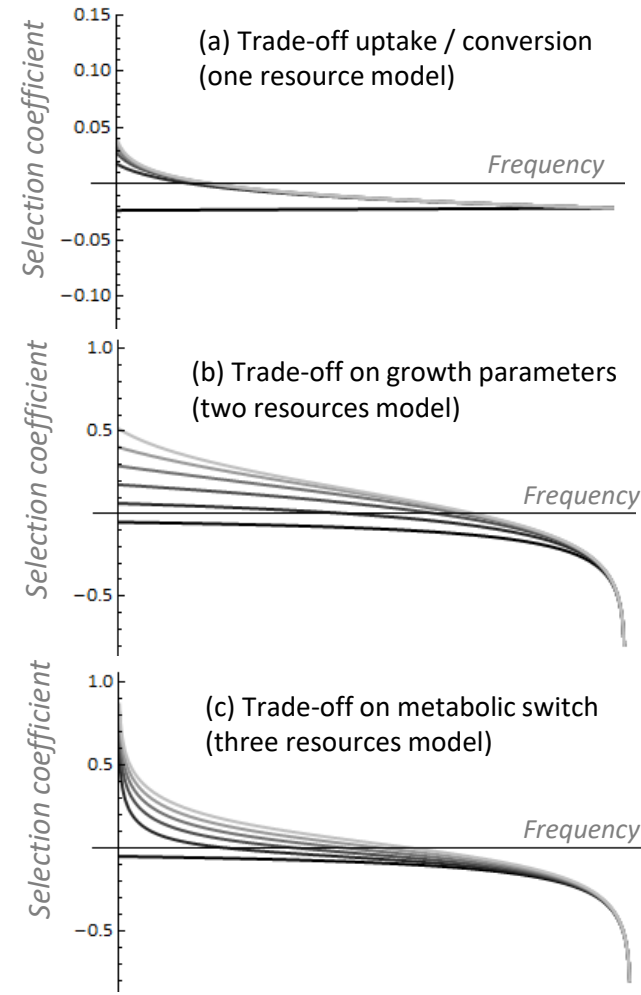 Selection coefficient
0.15
0.10
0.05
−0.05
−0.10
(a) Trade-off uptake / conversion
(one resource model)
Frequency
Selection coefficient
1.0
0.5
−0.5
(b) Trade-off on growth parameters
(two resources model)
Frequency
Selection coefficient
1.0
0.5
−0.5
(c) Trade-off on metabolic switch
(three resources model)
Frequency